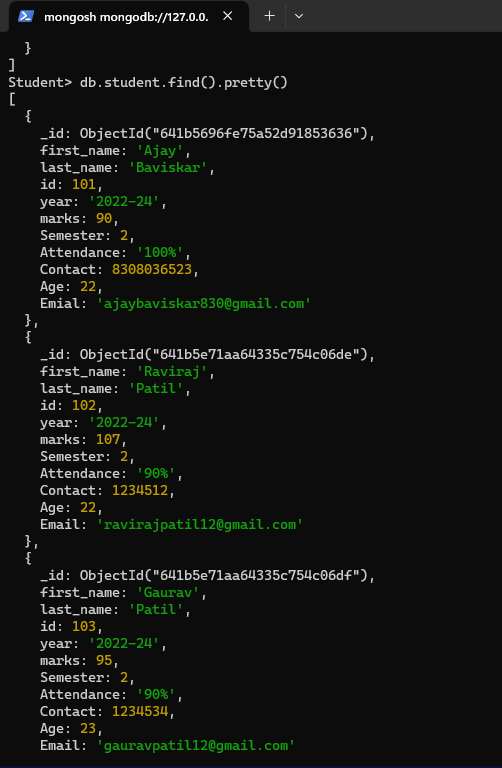 mongosh mongodb://127.0.0.
  }
]
Student> db.student.find().pretty()
[
  {
    _id: ObjectId("641b5696fe75a52d91853636"),
    first_name: 'Ajay',
    last_name: 'Baviskar',
    id: 101,
    year: '2022-24',
    marks: 90,
    Semester: 2,
    Attendance: '100%',
    Contact: 8308036523,
    Age: 22,
    Emial: 'ajaybaviskar830@gmail.com'
  },
  {
    _id: ObjectId("641b5e71aa64335c754c06de"),
    first_name: 'Raviraj',
    last_name: 'Patil',
    id: 102,
    year: '2022-24',
    marks: 107,
    Semester: 2,
    Attendance: '90%',
    Contact: 1234512,
    Age: 22,
    Email: 'ravirajpatil12@gmail.com'
  },
  {
    _id: ObjectId("641b5e71aa64335c754c06df"),
    first_name: 'Gaurav',
    last_name: 'Patil',
    id: 103,
    year: '2022-24',
    marks: 95,
    Semester: 2,
    Attendance: '90%',
    Contact: 1234534,
    Age: 23,
    Email: 'gauravpatil12@gmail.com'